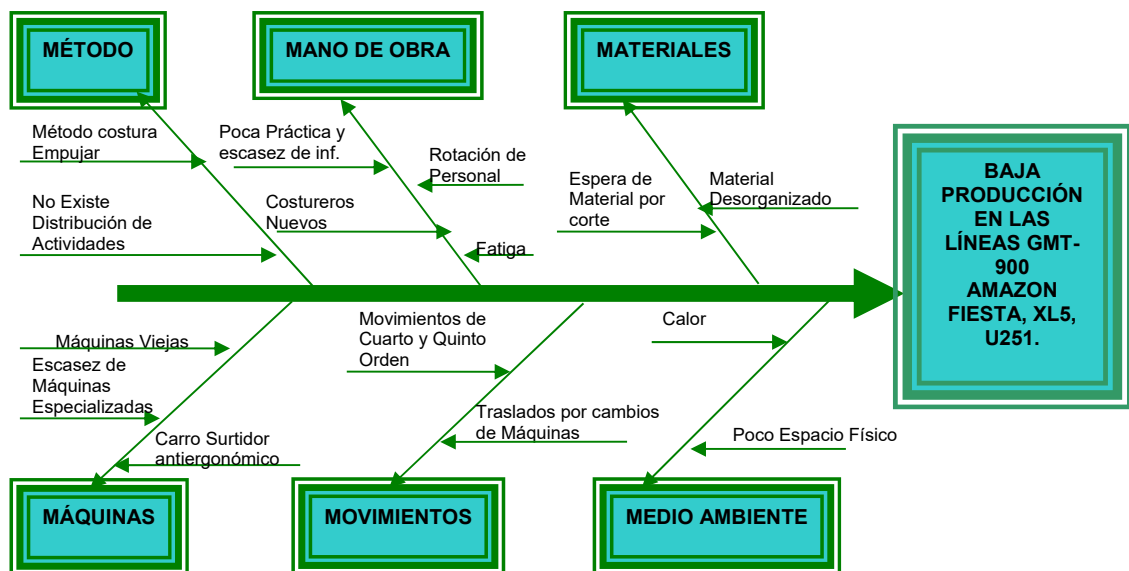 MÉTODO
MANO DE OBRA
MATERIALES
Método costura
Empujar
No Existe
Distribución de
Actividades
Poca Práctica y
escasez de inf.
Rotación de
Personal
Costureros
Nuevos
Fatiga
Espera de
Material por
corte
Material
Desorganizado
BAJA
PRODUCCIÓN
EN LAS
LÍNEAS GMT-
900
AMAZON
FIESTA, XL5,
U251.
Máquinas Viejas
Escasez de
Máquinas
Especializadas
Carro Surtidor
antiergonómico
Movimientos de
Cuarto y Quinto
Orden
Traslados por cambios
de Máquinas
Calor
Poco Espacio Físico
MÁQUINAS
MOVIMIENTOS
MEDIO AMBIENTE